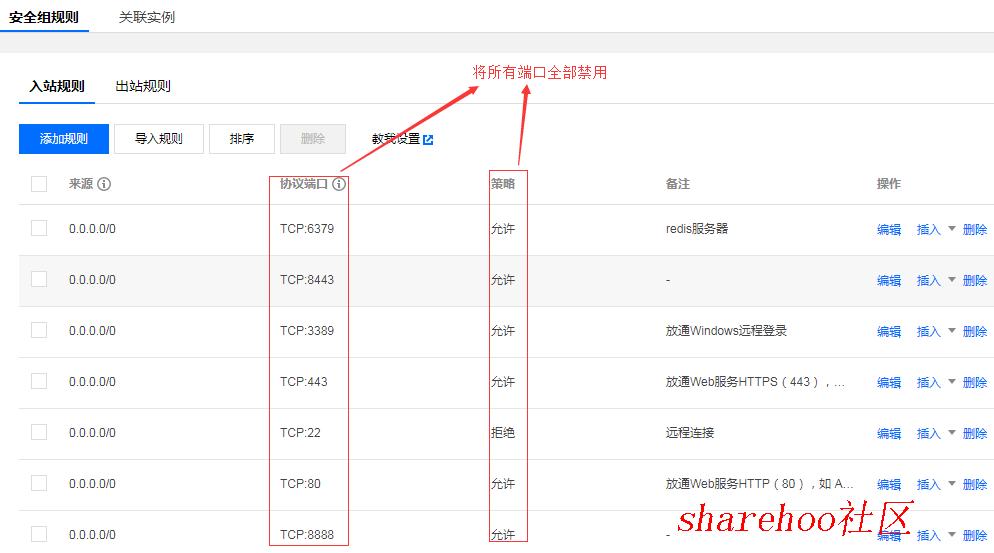 安全组规则 关联实例
将所有端口全部禁用
入站规则 出站规则
添加规则 导入规则 排序 删除 教我设置
来源 协议端口 策略 备注 操作
0.0.0.0/0 TCP:6379 允许 redis服务器 编辑 插入 删除
0.0.0.0/0 TCP:8443 允许 - 编辑 插入 删除
0.0.0.0/0 TCP:3389 允许 放通Windows远程登录 编辑 插入 删除
0.0.0.0/0 TCP:443 允许 放通Web服务HTTPS（443），... 编辑 插入 删除
0.0.0.0/0 TCP:22 拒绝 远程连接 编辑 插入 删除
0.0.0.0/0 TCP:80 允许 放通Web服务HTTP（80），如 A... 编辑 插入 删除
sharehoo社区
0.0.0.0/0 TCP:8888 允许 - 编辑 插入 删除